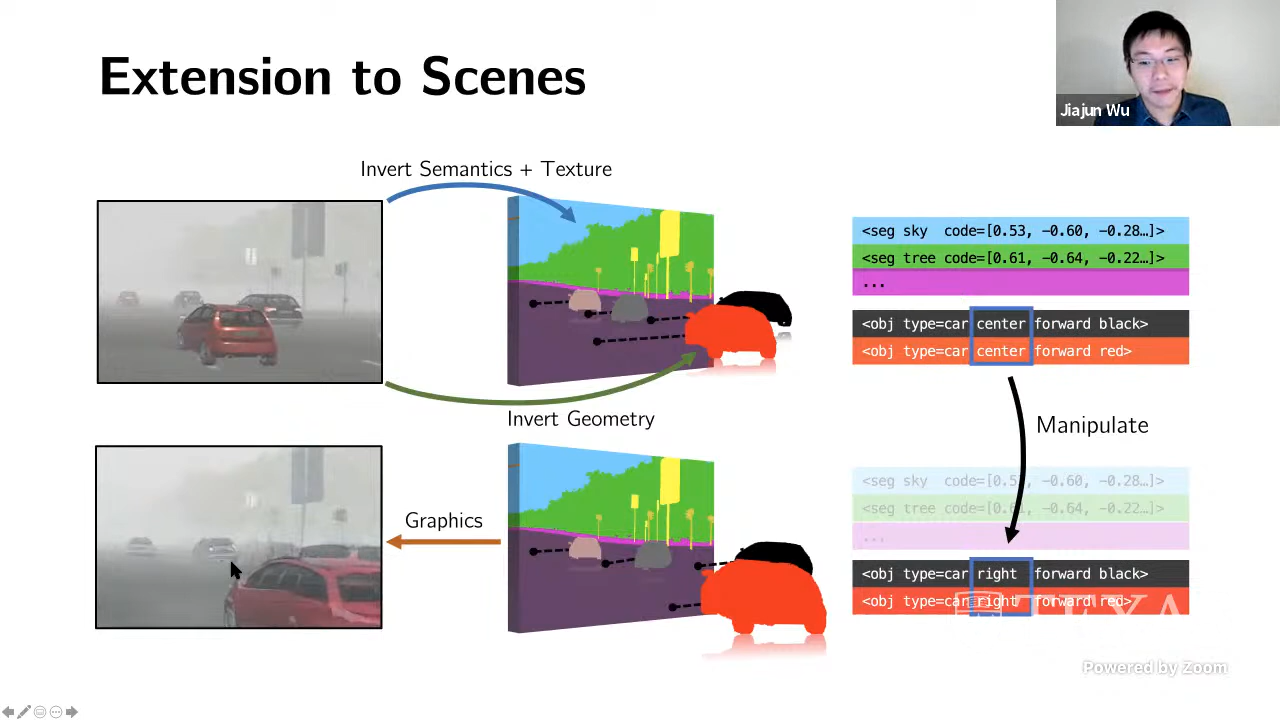 Extension to Scenes
Jiajun Wu
Invert Semantics + Texture
<seg sky code=[0.53, -0.60, -0.28…]>
<seg tree code=[0.61, -0.64, -0.22…]>
...
<obj type=car center forward black>
<obj type=car center forward red>
Invert Geometry
Manipulate
Graphics
<seg sky code=[0.53, -0.60, -0.28…]>
<seg tree code=[0.61, -0.64, -0.22…]>
...
<obj type=car right forward black>
<obj type=car right forward red>
TEXA
Powered by Zoom